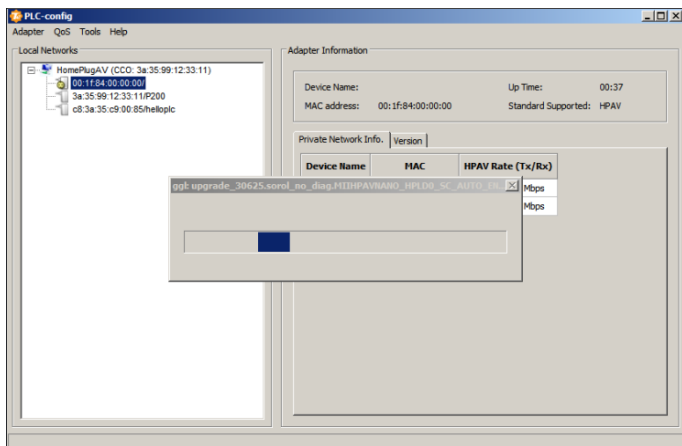 PLC-config
Adapter QoS Tools Help
Local Networks
HomePlugAV (CCO: 3a:35:99:12:33:11)
00:1f:84:00:00:00/
3a:35:99:12:33:11/P200
c8:3a:35:c9:00:85/helloplc
Adapter Information
Device Name: Up Time: 00:37
MAC address: 00:1f:84:00:00:00 Standard Supported: HPAV
Private Network Info. Version
Device Name MAC HPAV Rate (Tx/Rx)
ggl: upgrade_30625.sorol_no_diag.MIIHPAVNANO_HPLD0_SC_AUTO_EN...
Mbps
Mbps